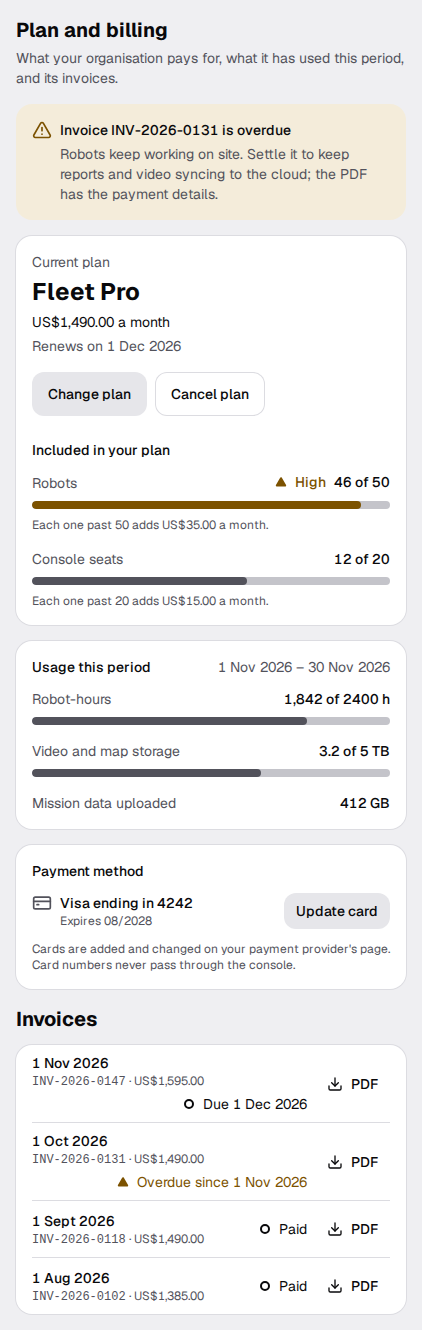 Plan and billing
What your organisation pays for, what it has used this period,
and its invoices.
Invoice INV-2026-0131 is overdue
Robots keep working on site. Settle it to keep
reports and video syncing to the cloud; the PDF
has the payment details.
Current plan
Fleet Pro
US$1,490.00 a month
Renews on 1 Dec 2026
Change plan
Cancel plan
Included in your plan
Robots High 46 of 50
Each one past 50 adds US$35.00 a month.
Console seats 12 of 20
Each one past 20 adds US$15.00 a month.
Usage this period 1 Nov 2026 – 30 Nov 2026
Robot-hours 1,842 of 2400 h
Video and map storage 3.2 of 5 TB
Mission data uploaded 412 GB
Payment method
Visa ending in 4242
Expires 08/2028
Update card
Cards are added and changed on your payment provider's page.
Card numbers never pass through the console.
Invoices
1 Nov 2026
INV-2026-0147 · US$1,595.00
Due 1 Dec 2026
PDF
1 Oct 2026
INV-2026-0131 · US$1,490.00
Overdue since 1 Nov 2026
PDF
1 Sept 2026
INV-2026-0118 · US$1,490.00
Paid
PDF
1 Aug 2026
INV-2026-0102 · US$1,385.00
Paid
PDF